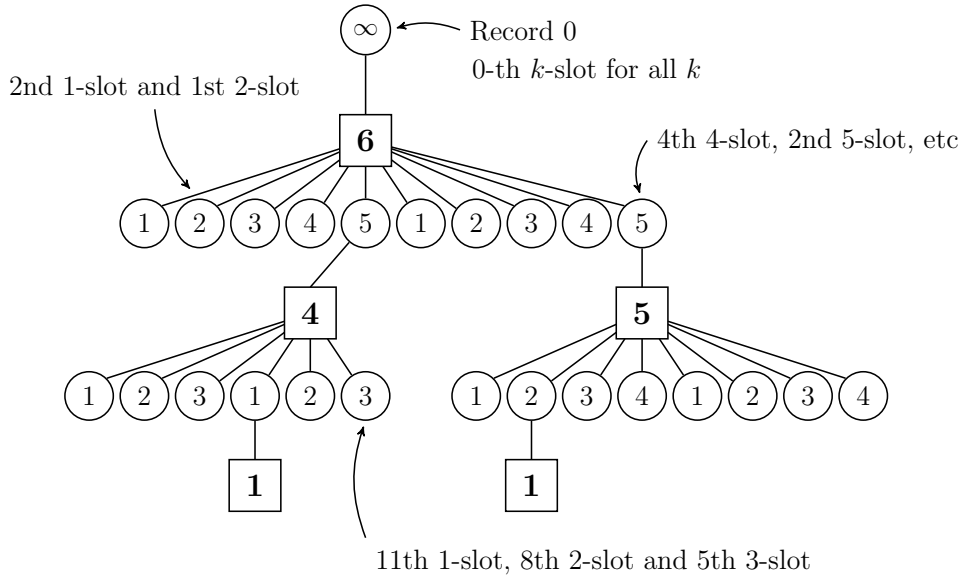 ∞
Record 0
0-th k-slot for all k
2nd 1-slot and 1st 2-slot
6
4th 4-slot, 2nd 5-slot, etc
1 2 3 4 5 1 2 3 4 5
4 5
1 2 3 1 2 3 1 2 3 4 1 2 3 4
1 1
11th 1-slot, 8th 2-slot and 5th 3-slot